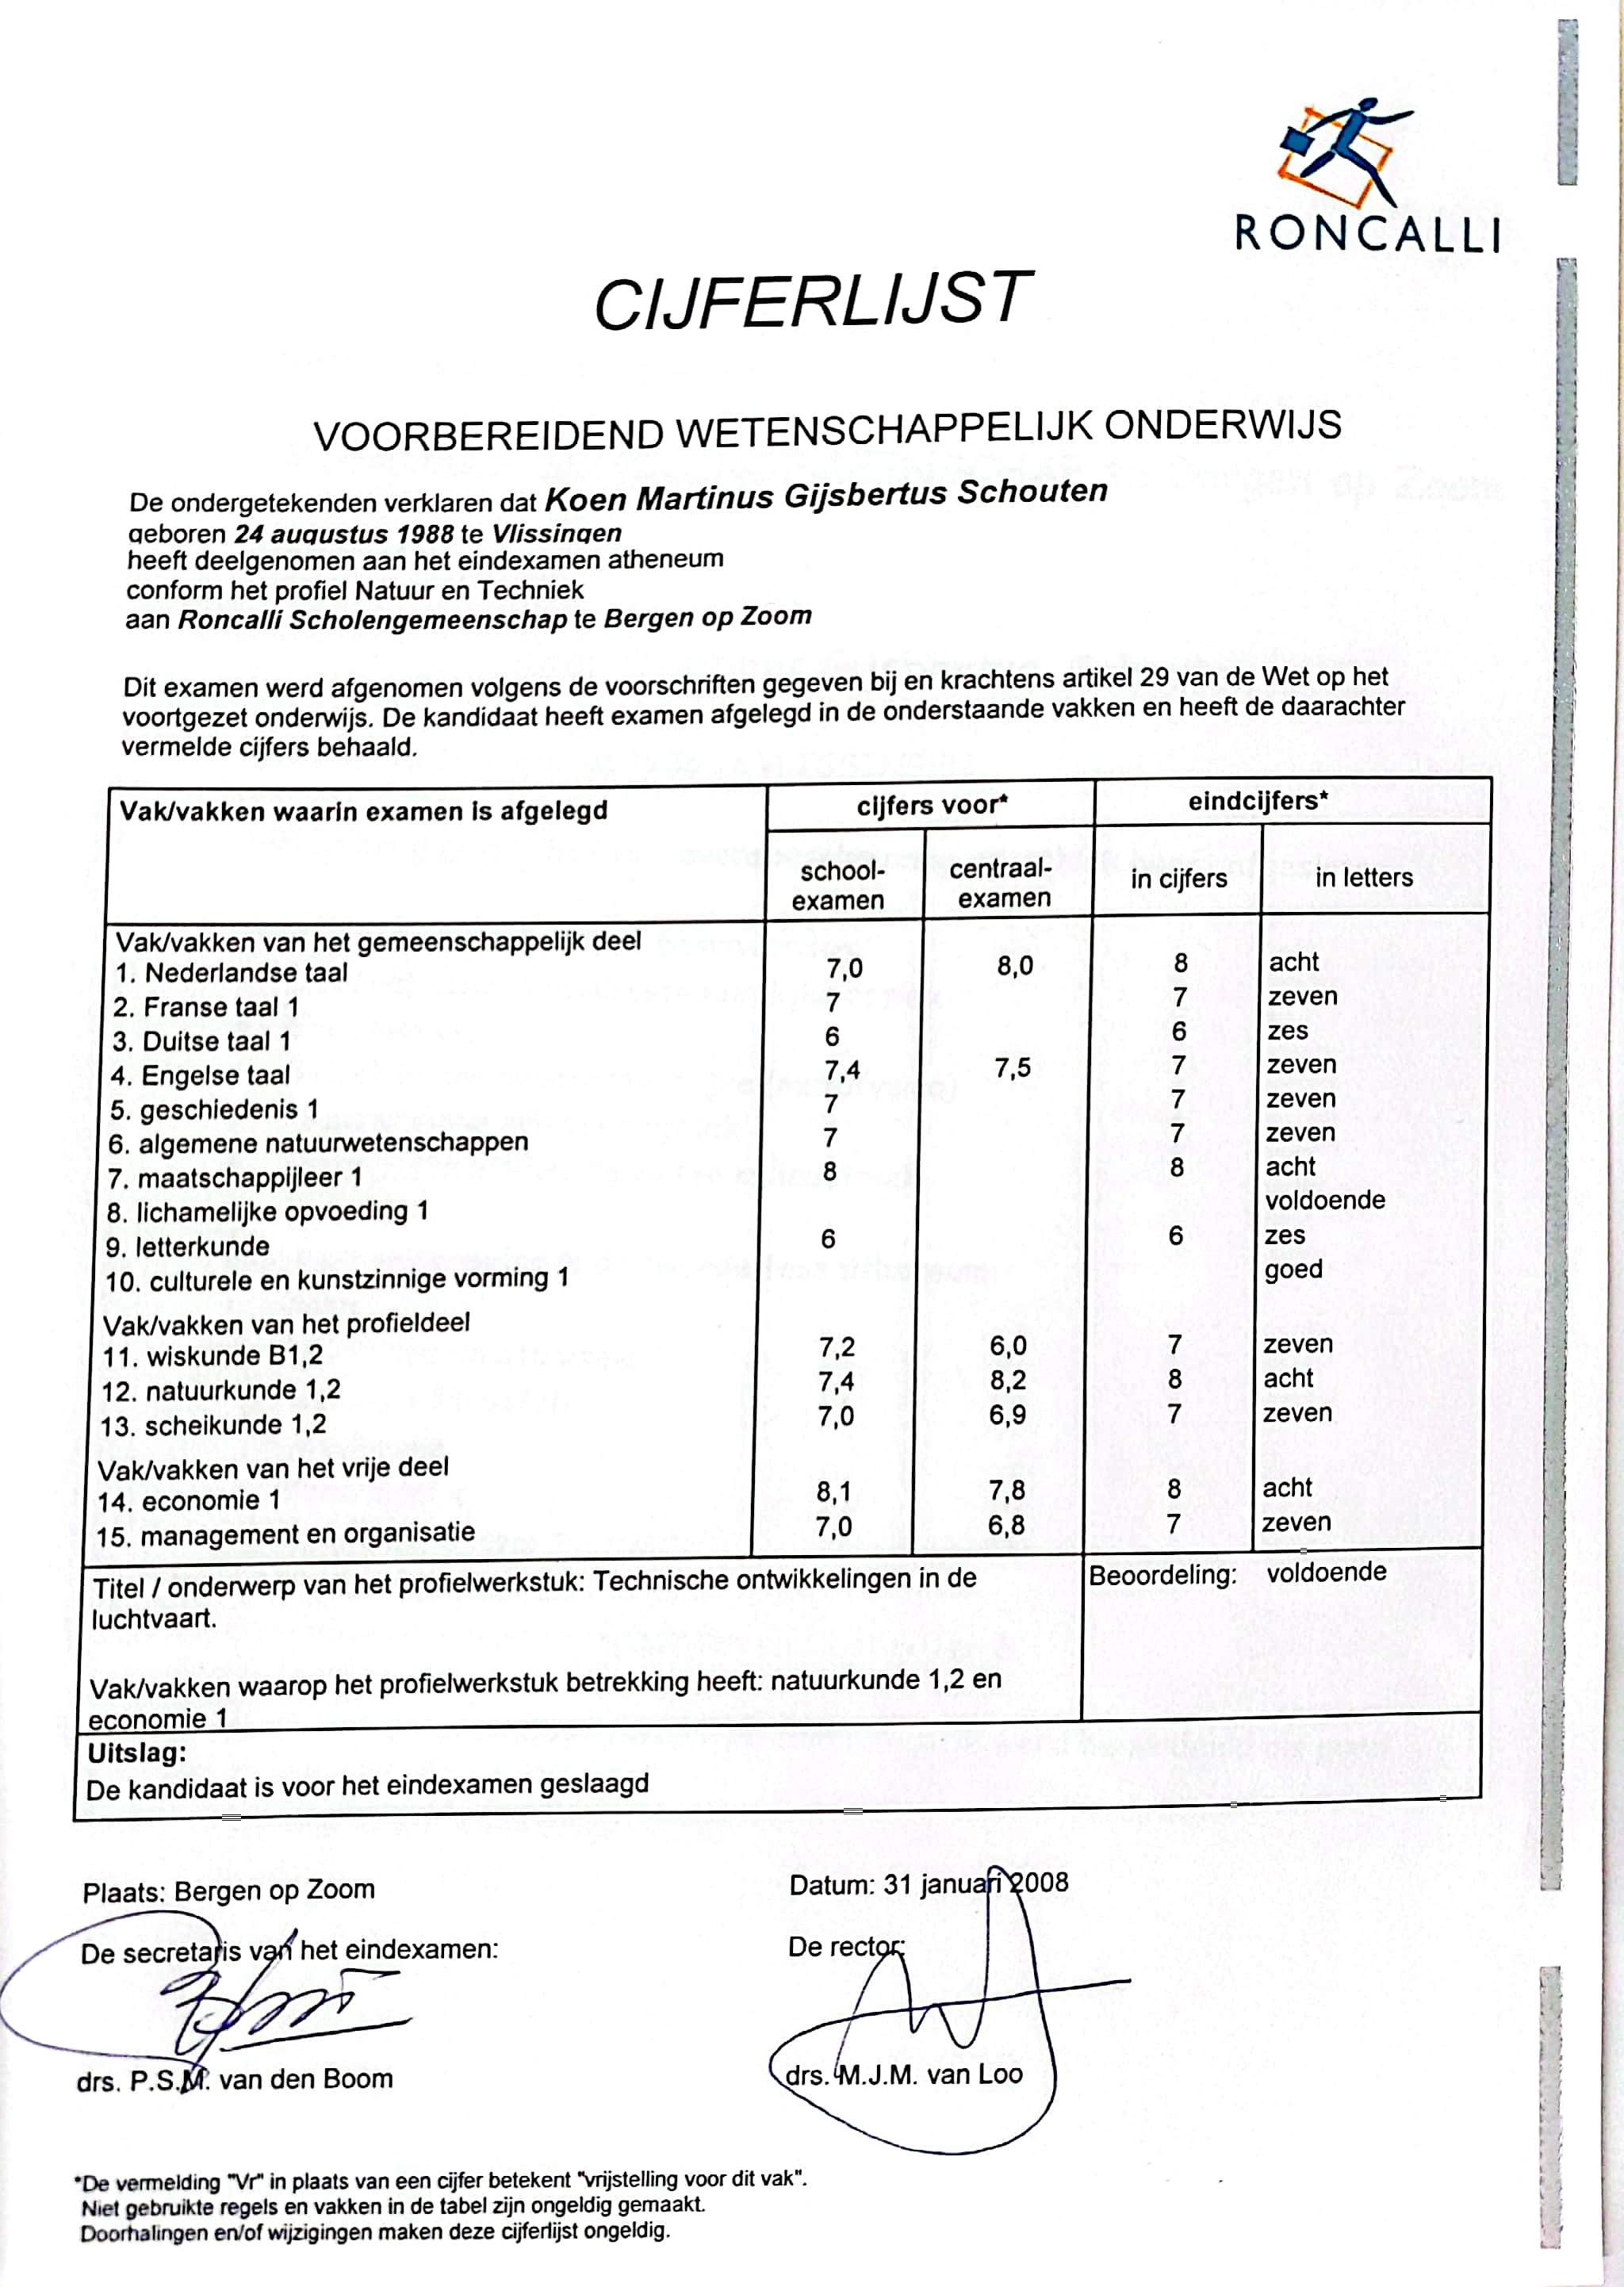 RONCALLI
CIJFERLIJST
VOORBEREIDEND WETENSCHAPPELIJK ONDERWIJS
De ondergetekenden verklaren dat Koen Martinus Gijsbertus Schouten
geboren 24 augustus 1988 te Vlissingen
heeft deelgenomen aan het eindexamen atheneum
conform het profiel Natuur en Techniek
aan Roncalli Scholengemeenschap te Bergen op Zoom
Dit examen werd afgenomen volgens de voorschriften gegeven bij en krachtens artikel 29 van de Wet op het
voortgezet onderwijs. De kandidaat heeft examen afgelegd in de onderstaande vakken en heeft de daarachter
vermelde cijfers behaald.
Vak/vakken waarin examen is afgelegd cijfers voor* eindcijfers*
school-examen centraal-examen in cijfers in letters
Vak/vakken van het gemeenschappelijk deel
1. Nederlandse taal 7,0 8,0 8 acht
2. Franse taal 1 7 7 zeven
3. Duitse taal 1 6 6 zes
4. Engelse taal 7,4 7,5 7 zeven
5. geschiedenis 1 7 7 zeven
6. algemene natuurwetenschappen 7 7 zeven
7. maatschappijleer 1 8 8 acht
8. lichamelijke opvoeding 1 voldoende
9. letterkunde 6 6 zes
10. culturele en kunstzinnige vorming 1 goed
Vak/vakken van het profieldeel
11. wiskunde B1,2 7,2 6,0 7 zeven
12. natuurkunde 1,2 7,4 8,2 8 acht
13. scheikunde 1,2 7,0 6,9 7 zeven
Vak/vakken van het vrije deel
14. economie 1 8,1 7,8 8 acht
15. management en organisatie 7,0 6,8 7 zeven
Titel / onderwerp van het profielwerkstuk: Technische ontwikkelingen in de Beoordeling: voldoende
luchtvaart.
Vak/vakken waarop het profielwerkstuk betrekking heeft: natuurkunde 1,2 en
economie 1
Uitslag:
De kandidaat is voor het eindexamen geslaagd
Plaats: Bergen op Zoom Datum: 31 januari 2008
De secretaris van het eindexamen: De rector:
drs. P.S.M. van den Boom drs. M.J.M. van Loo
*De vermelding "Vr" in plaats van een cijfer betekent "vrijstelling voor dit vak".
Niet gebruikte regels en vakken in de tabel zijn ongeldig gemaakt.
Doorhalingen en/of wijzigingen maken deze cijferlijst ongeldig.